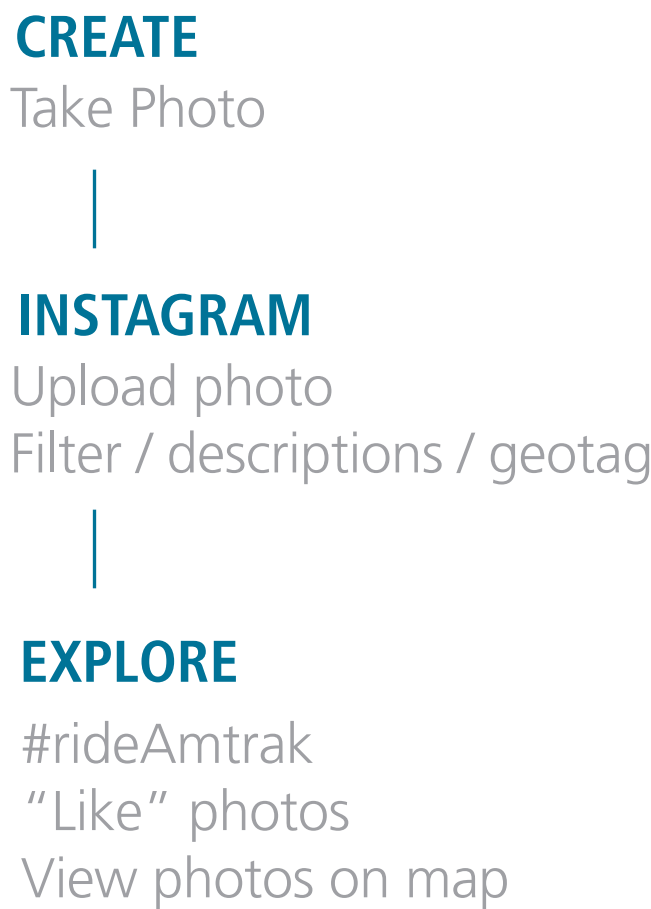 CREATE
Take Photo
INSTAGRAM
Upload photo
Filter / descriptions / geotag
EXPLORE
#rideAmtrak
“Like” photos
View photos on map